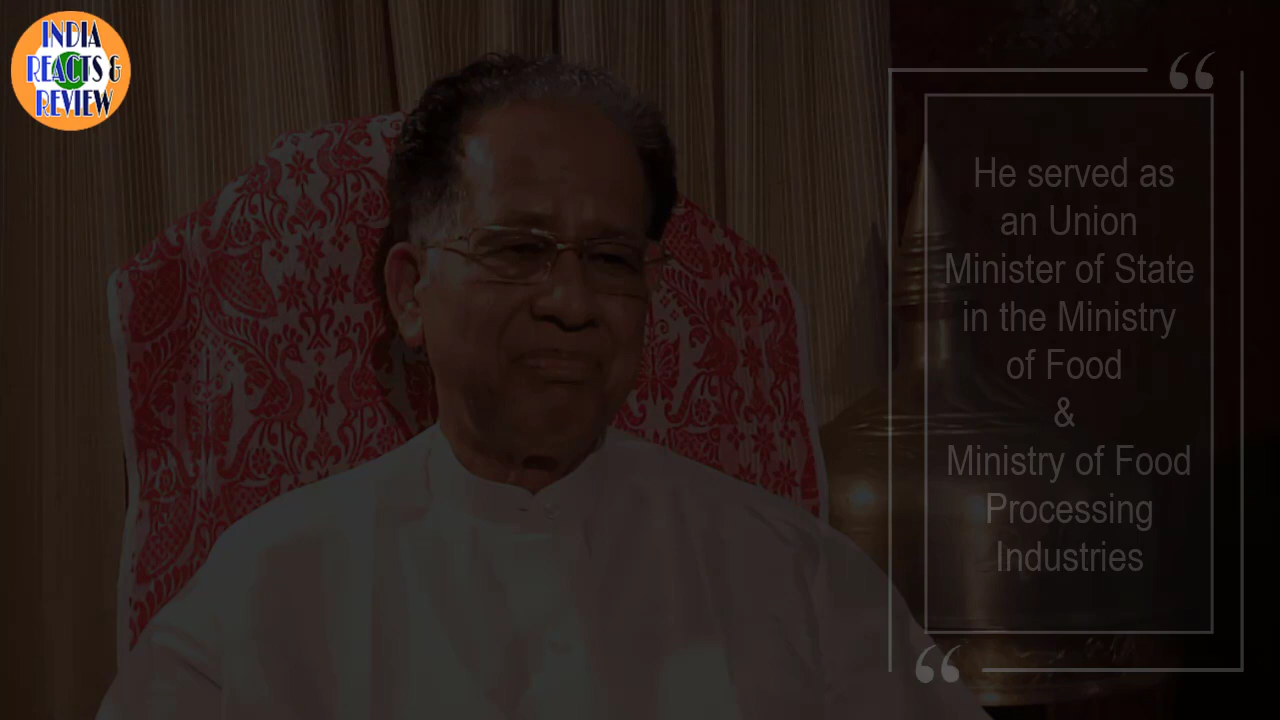 INDIA
REACTS &
REVIEW
He served as
an Union
Minister of State
in the Ministry
of Food
&
Ministry of Food
Processing
Industries